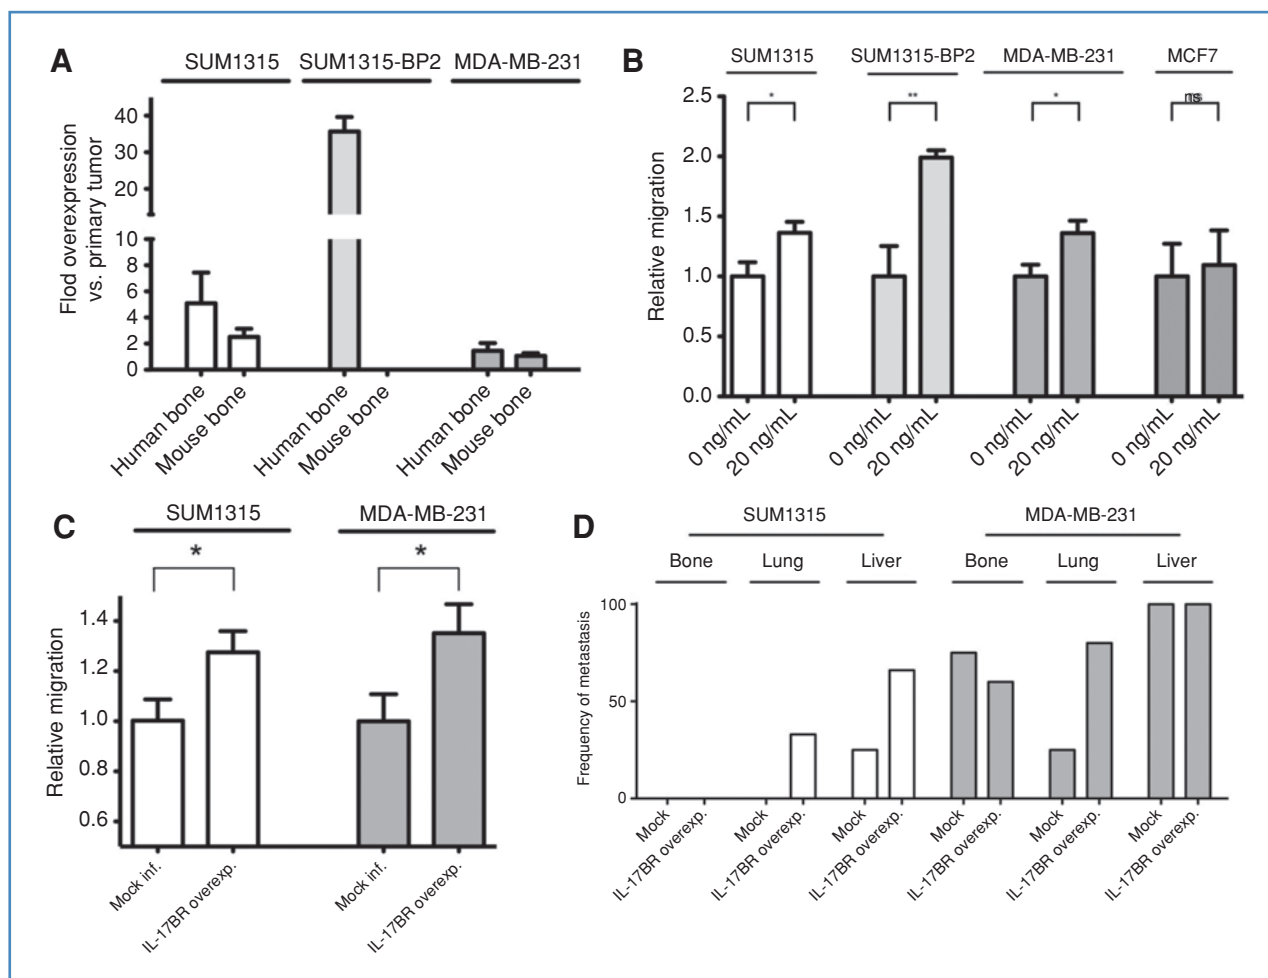 A
SUM1315 SUM1315-BP2 MDA-MB-231
Flod overexpression
vs. primary tumor
40
30
20
10
8
6
4
2
0
Human bone
Mouse bone
Human bone
Mouse bone
Human bone
Mouse bone
B
SUM1315 SUM1315-BP2 MDA-MB-231 MCF7
* ** * ns
Relative migration
2.5
2.0
1.5
1.0
0.5
0.0
0 ng/mL
20 ng/mL
0 ng/mL
20 ng/mL
0 ng/mL
20 ng/mL
0 ng/mL
20 ng/mL
C
SUM1315 MDA-MB-231
* *
Relative migration
1.4
1.2
1.0
0.8
0.6
Mock inf.
IL-17BR overexp.
Mock inf.
IL-17BR overexp.
D
SUM1315 MDA-MB-231
Bone Lung Liver Bone Lung Liver
Frequency of metastasis
100
50
0
Mock
IL-17BR overexp.
Mock
IL-17BR overexp.
Mock
IL-17BR overexp.
Mock
IL-17BR overexp.
Mock
IL-17BR overexp.
Mock
IL-17BR overexp.